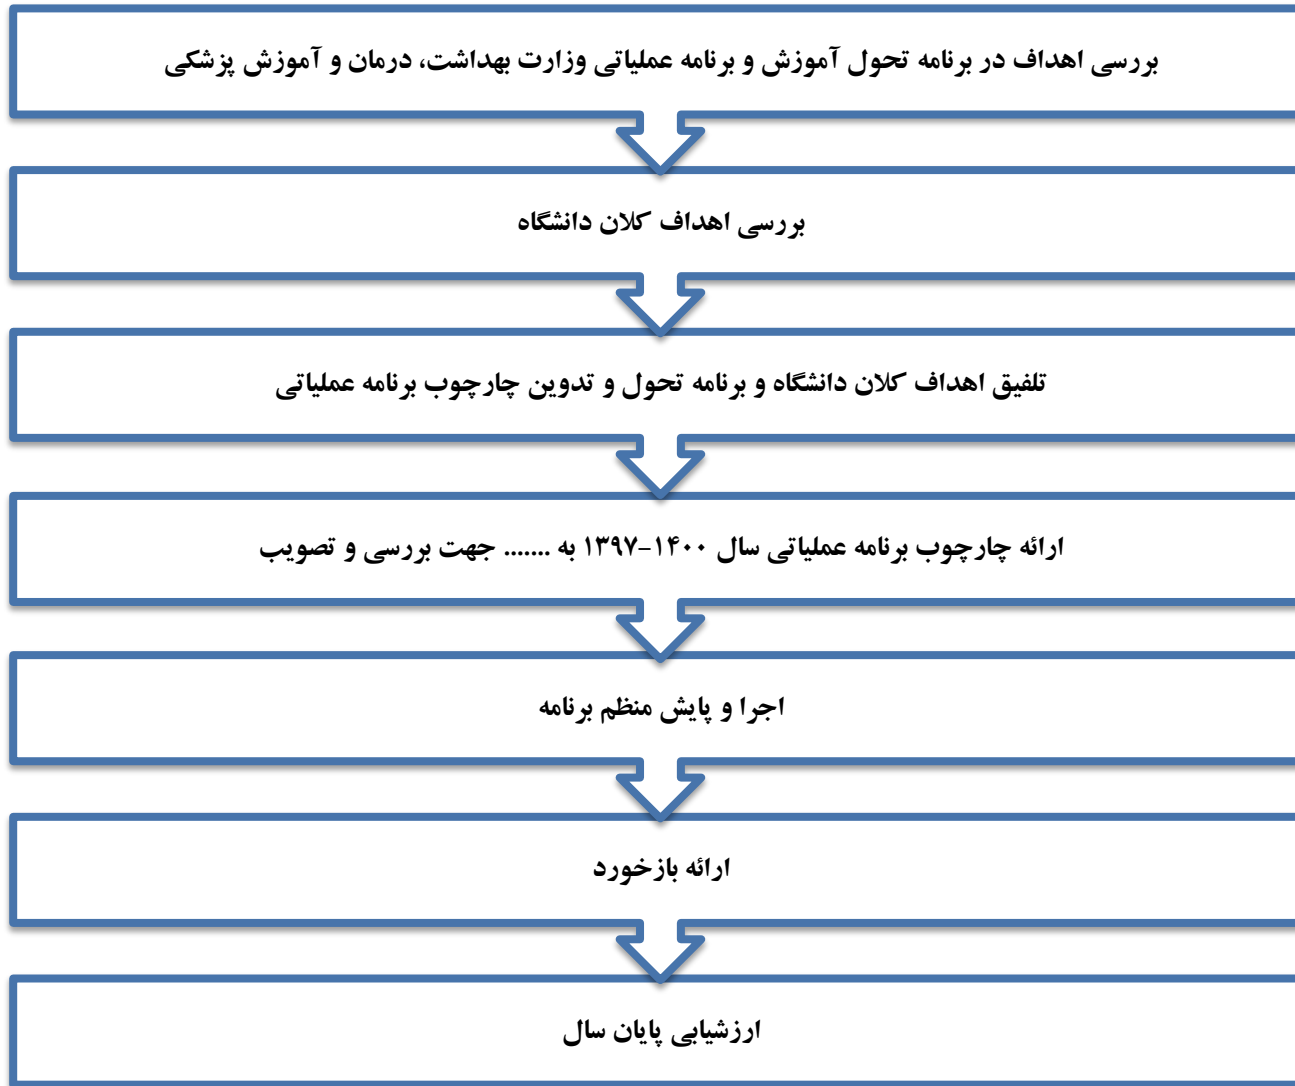 بررسی اهداف در برنامه تحول آموزش و برنامه عملیاتی وزارت بهداشت، درمان و آموزش پزشکی
بررسی اهداف کلان دانشگاه
تلفیق اهداف کلان دانشگاه و برنامه تحول و تدوین چارچوب برنامه عملیاتی
ارائه چارچوب برنامه عملیاتی سال ۱۴۰۰-۱۳۹۷ به ....... جهت بررسی و تصویب
اجرا و پایش منظم برنامه
ارائه بازخورد
ارزشیابی پایان سال